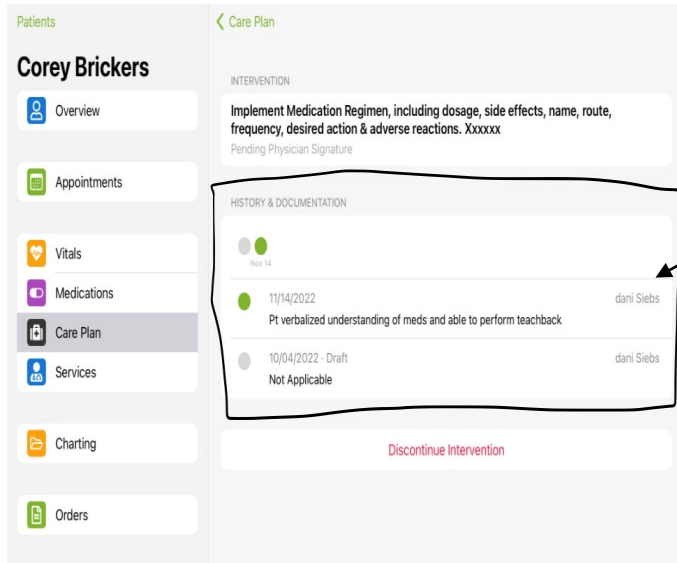 Patients
Corey Brickers
Overview
Appointments
Vitals
Medications
Care Plan
Services
Charting
Orders
Care Plan
INTERVENTION
Implement Medication Regimen, including dosage, side effects, name, route,
frequency, desired action & adverse reactions. Xxxxxx
Pending Physician Signature
HISTORY & DOCUMENTATION
Nov 14
11/14/2022 dani Siebs
Pt verbalized understanding of meds and able to perform teachback
10/04/2022 · Draft dani Siebs
Not Applicable
Discontinue Intervention